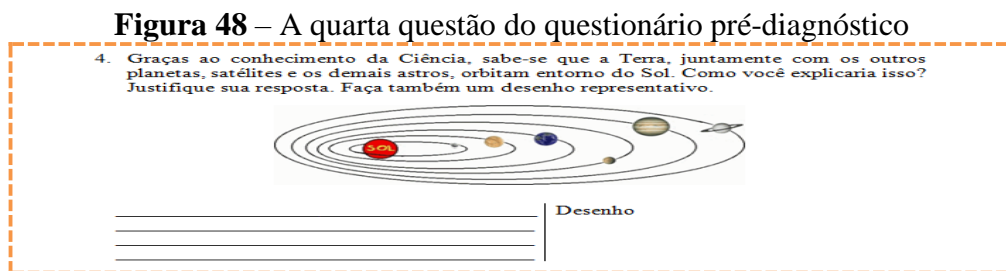 Figura 48 – A quarta questão do questionário pré-diagnóstico
4. Graças ao conhecimento da Ciência, sabe-se que a Terra, juntamente com os outros
planetas, satélites e os demais astros, orbitam entorno do Sol. Como você explicaria isso?
Justifique sua resposta. Faça também um desenho representativo.
SOL
Desenho